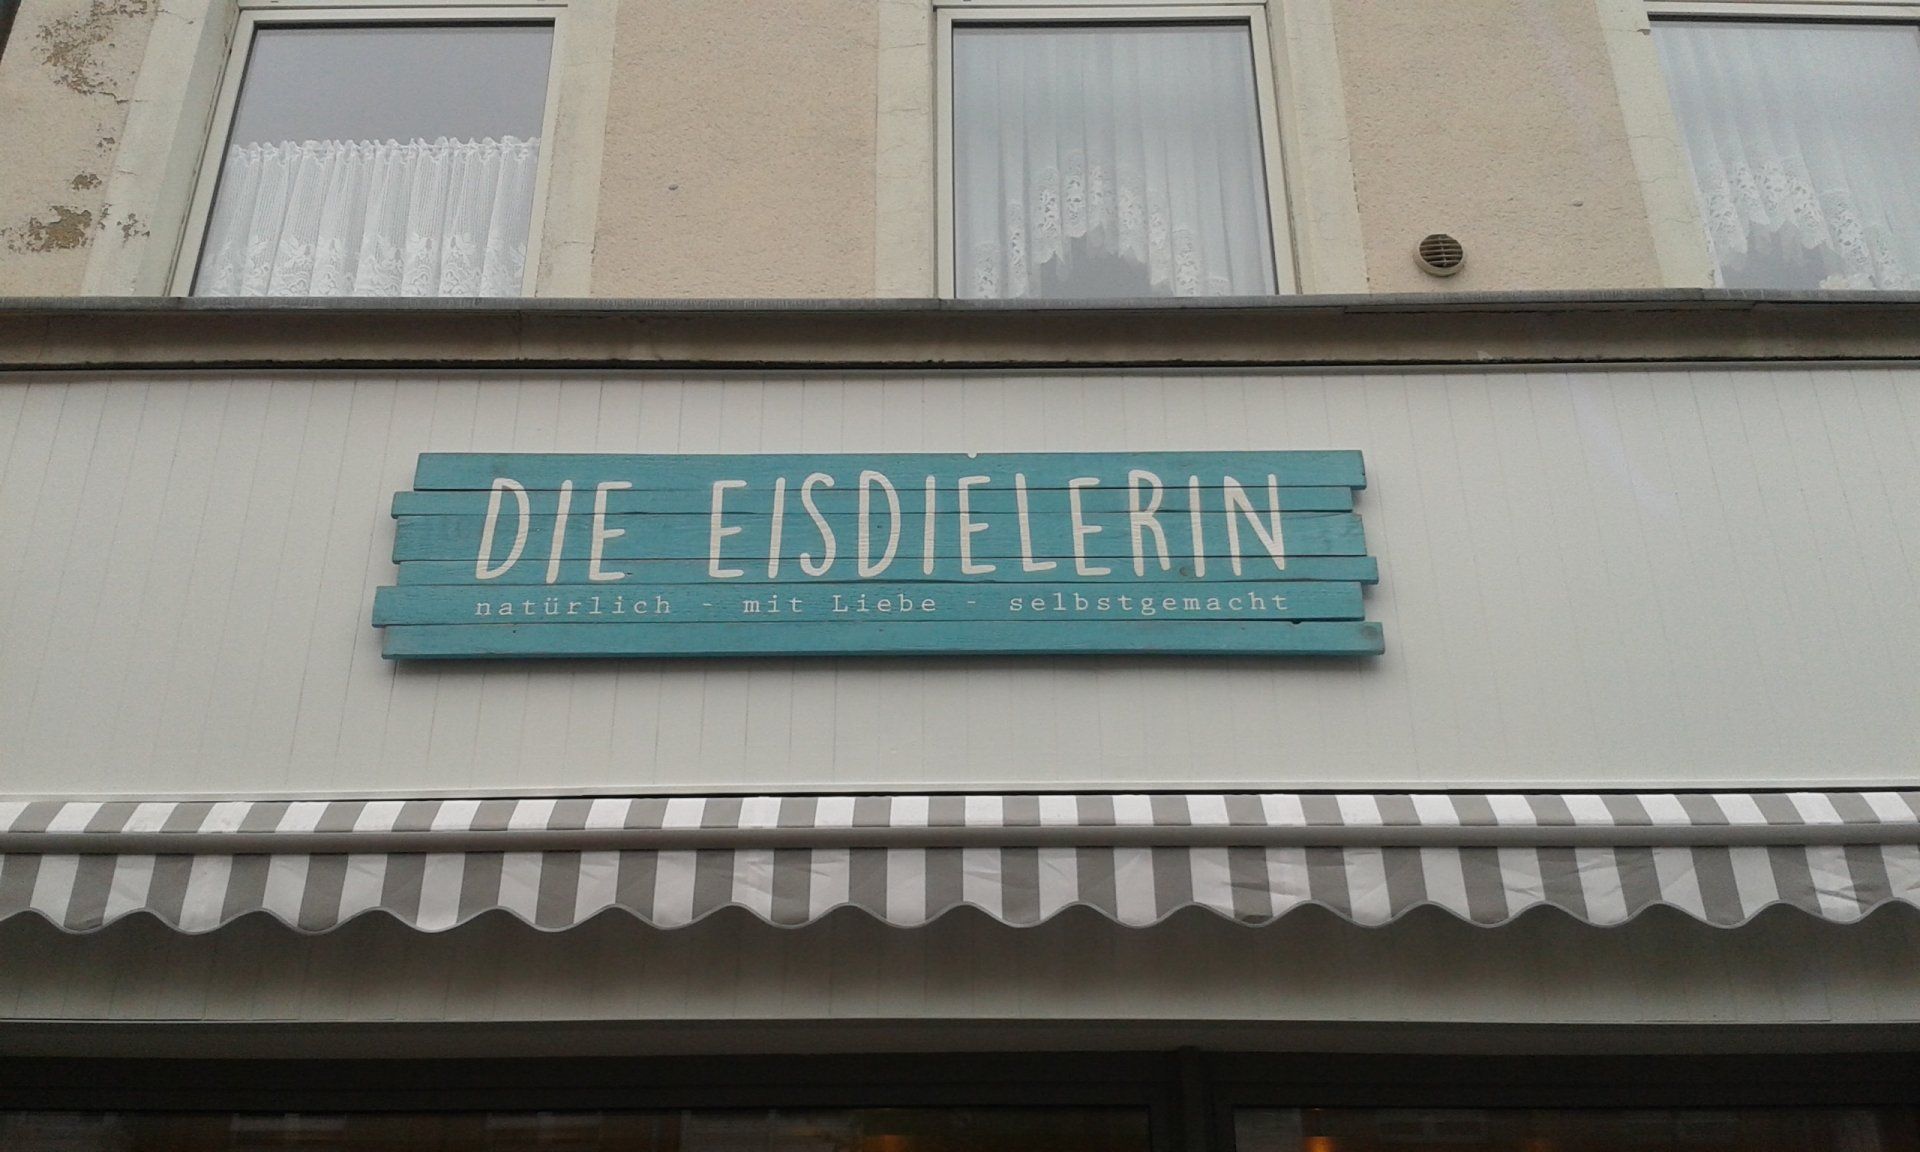 DIE EISDIELERIN
natürlich - mit Liebe - selbstgemacht